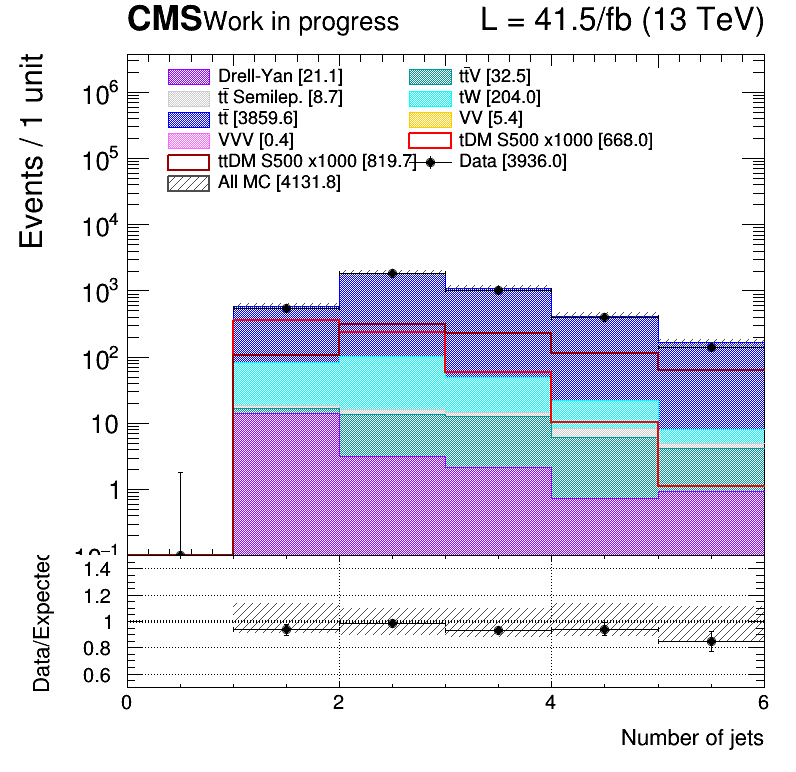 CMS Work in progress L = 41.5/fb (13 TeV)
Events / 1 unit
Drell-Yan [21.1] tt̄V [32.5]
tt̄ Semilep. [8.7] tW [204.0]
tt̄ [3859.6] VV [5.4]
VVV [0.4] tDM S500 x1000 [668.0]
ttDM S500 x1000 [819.7] Data [3936.0]
All MC [4131.8]
10⁶
10⁵
10⁴
10³
10²
10
1
10⁻¹
Data/Expected
1.4
1.2
1
0.8
0.6
0 2 4 6
Number of jets